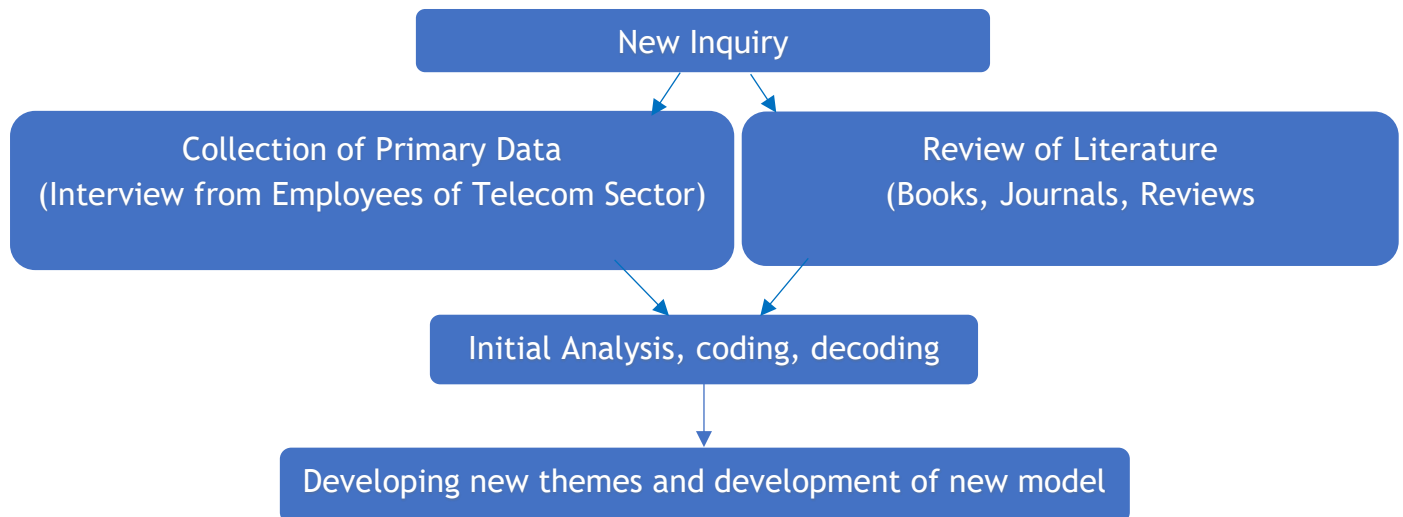 New Inquiry
Collection of Primary Data
(Interview from Employees of Telecom Sector)
Review of Literature
(Books, Journals, Reviews
Initial Analysis, coding, decoding
Developing new themes and development of new model